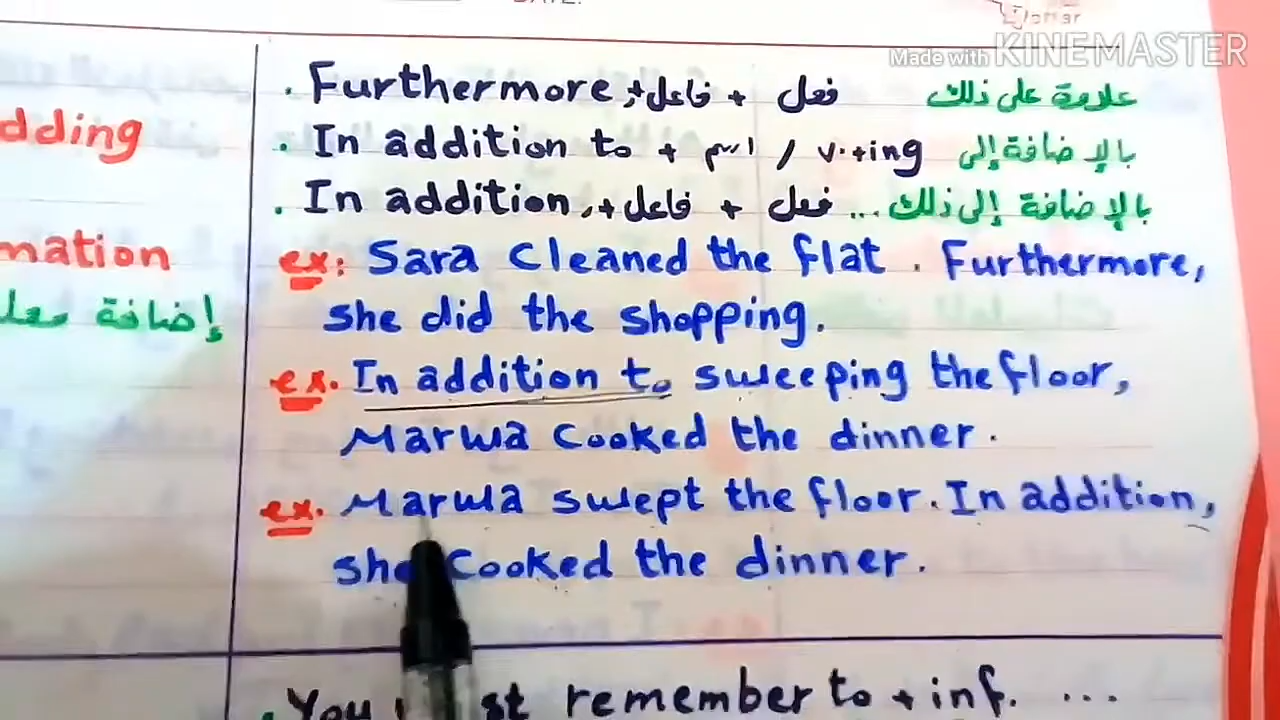 Made with KINEMASTER
. Furthermore, + فاعل + فعل علاوة على ذلك
dding
. In addition to + اسم / v.+ing بالإضافة إلى
. In addition, + فاعل + فعل ... بالإضافة إلى ذلك
mation
ex: Sara cleaned the flat . Furthermore,
إضافة معل
she did the shopping.
ex. In addition to sweeping the floor,
Marwa cooked the dinner .
ex. Marwa swept the floor. In addition,
she cooked the dinner .
. You st remember to + inf. ...